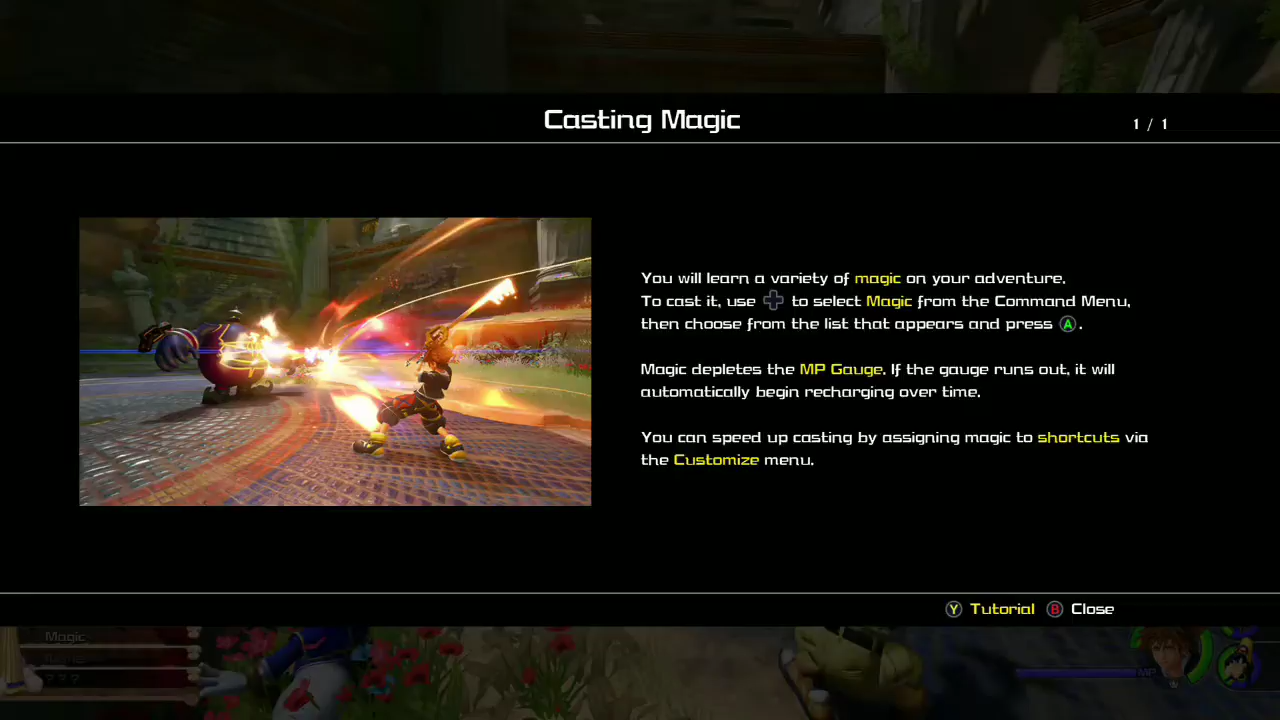 Casting Magic
1 / 1
You will learn a variety of magic on your adventure.
To cast it, use to select Magic from the Command Menu,
then choose from the list that appears and press A.
Magic depletes the MP Gauge. If the gauge runs out, it will
automatically begin recharging over time.
You can speed up casting by assigning magic to shortcuts via
the Customize menu.
Y Tutorial B Close
Magic
Items
? ? ?
MP